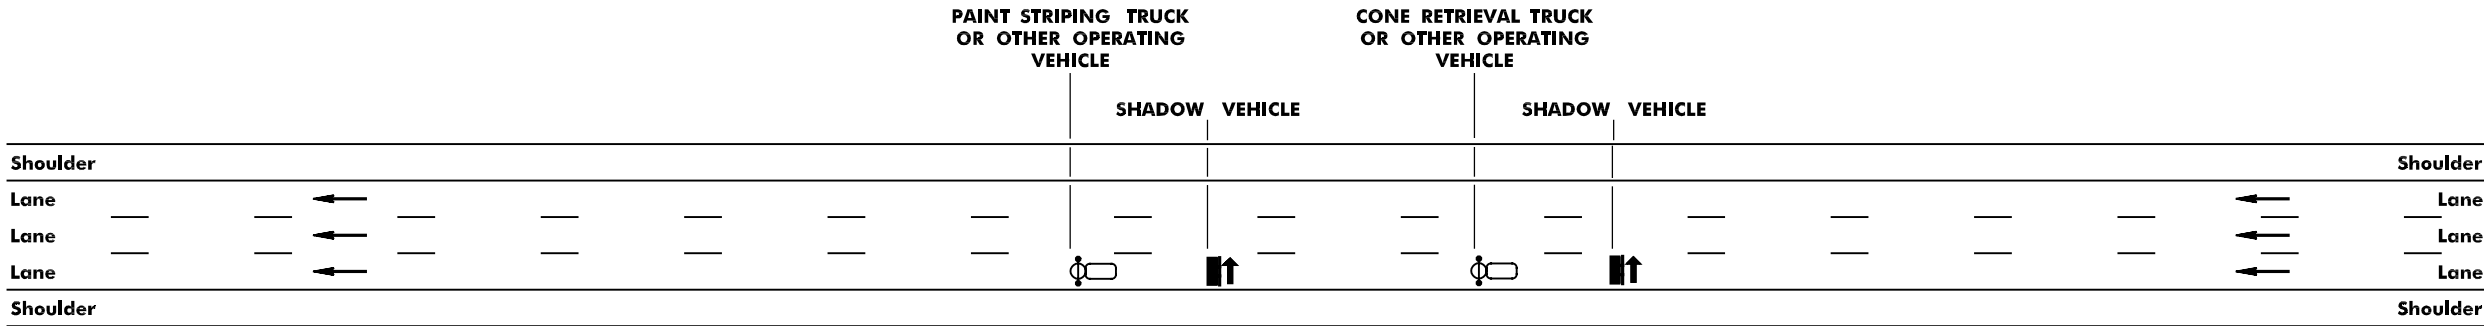 PAINT STRIPING TRUCK
OR OTHER OPERATING
VEHICLE
CONE RETRIEVAL TRUCK
OR OTHER OPERATING
VEHICLE
SHADOW VEHICLE
SHADOW VEHICLE
Shoulder
Shoulder
Lane
Lane
Lane
Lane
Lane
Lane
Shoulder
Shoulder